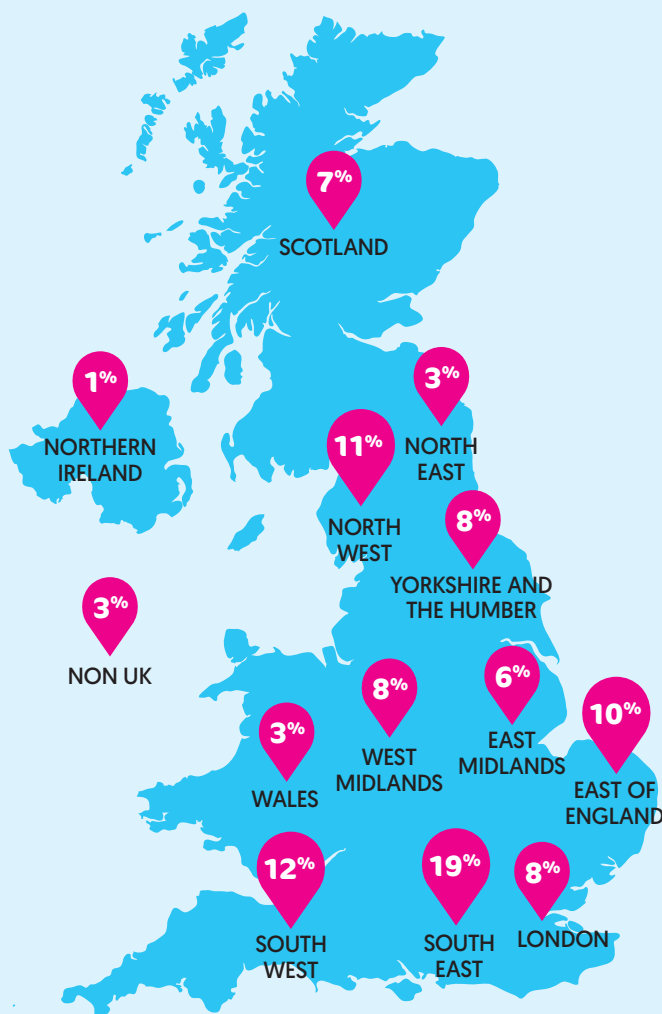 7%
SCOTLAND
1%
NORTHERN
IRELAND
3%
NORTH
EAST
11%
NORTH
WEST
8%
YORKSHIRE AND
THE HUMBER
3%
NON UK
8%
WEST
MIDLANDS
6%
EAST
MIDLANDS
10%
EAST OF
ENGLAND
3%
WALES
12%
SOUTH
WEST
19%
SOUTH
EAST
8%
LONDON